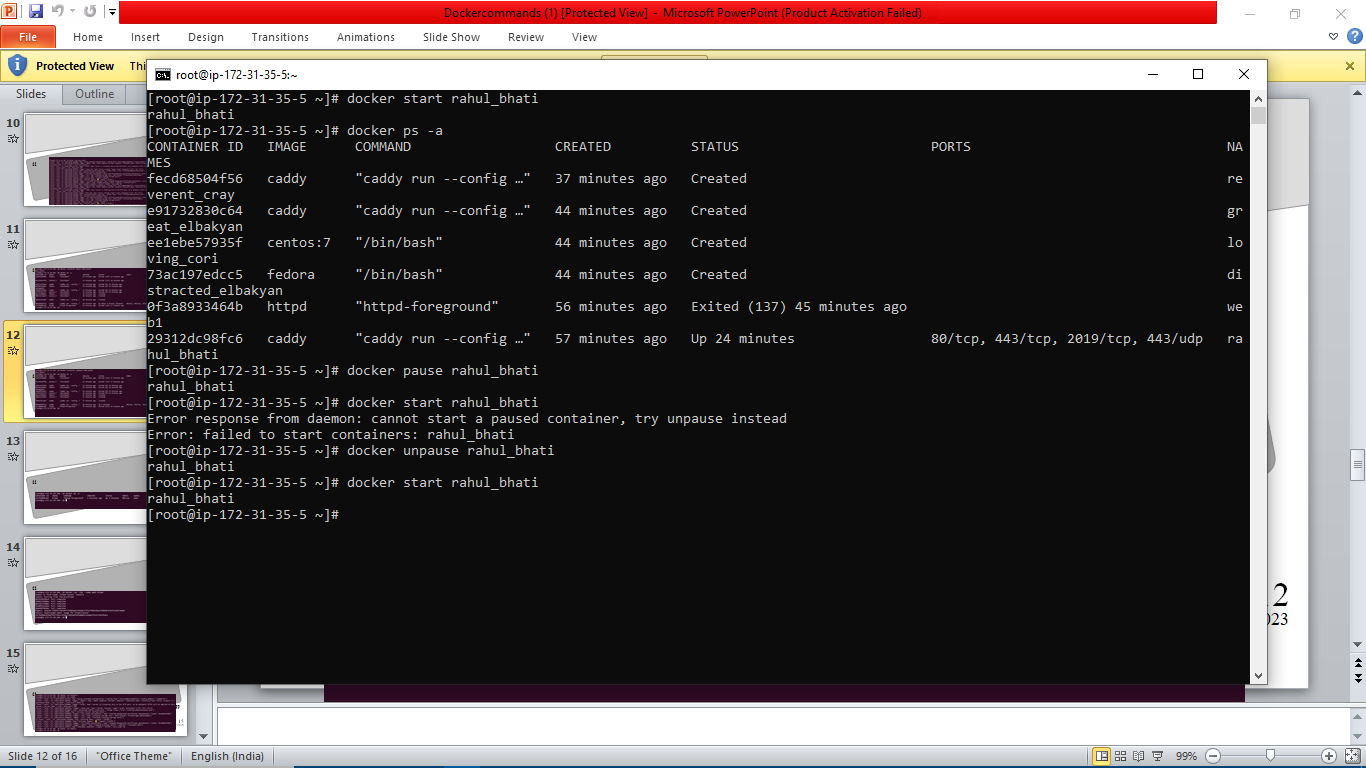 Dockercommands (1) [Protected View] - Microsoft PowerPoint (Product Activation Failed)
File Home Insert Design Transitions Animations Slide Show Review View
Protected View Thi
root@ip-172-31-35-5:~
Slides Outline
[root@ip-172-31-35-5 ~]# docker start rahul_bhati
rahul_bhati
[root@ip-172-31-35-5 ~]# docker ps -a
CONTAINER ID IMAGE COMMAND CREATED STATUS PORTS NA
MES
fecd68504f56 caddy "caddy run --config …" 37 minutes ago Created re
verent_cray
e91732830c64 caddy "caddy run --config …" 44 minutes ago Created gr
eat_elbakyan
ee1ebe57935f centos:7 "/bin/bash" 44 minutes ago Created lo
ving_cori
73ac197edcc5 fedora "/bin/bash" 44 minutes ago Created di
stracted_elbakyan
0f3a8933464b httpd "httpd-foreground" 56 minutes ago Exited (137) 45 minutes ago we
b1
29312dc98fc6 caddy "caddy run --config …" 57 minutes ago Up 24 minutes 80/tcp, 443/tcp, 2019/tcp, 443/udp ra
hul_bhati
[root@ip-172-31-35-5 ~]# docker pause rahul_bhati
rahul_bhati
[root@ip-172-31-35-5 ~]# docker start rahul_bhati
Error response from daemon: cannot start a paused container, try unpause instead
Error: failed to start containers: rahul_bhati
[root@ip-172-31-35-5 ~]# docker unpause rahul_bhati
rahul_bhati
[root@ip-172-31-35-5 ~]# docker start rahul_bhati
rahul_bhati
[root@ip-172-31-35-5 ~]#
10
11
12
13
14
15
12
023
Slide 12 of 16 "Office Theme" English (India) 99%